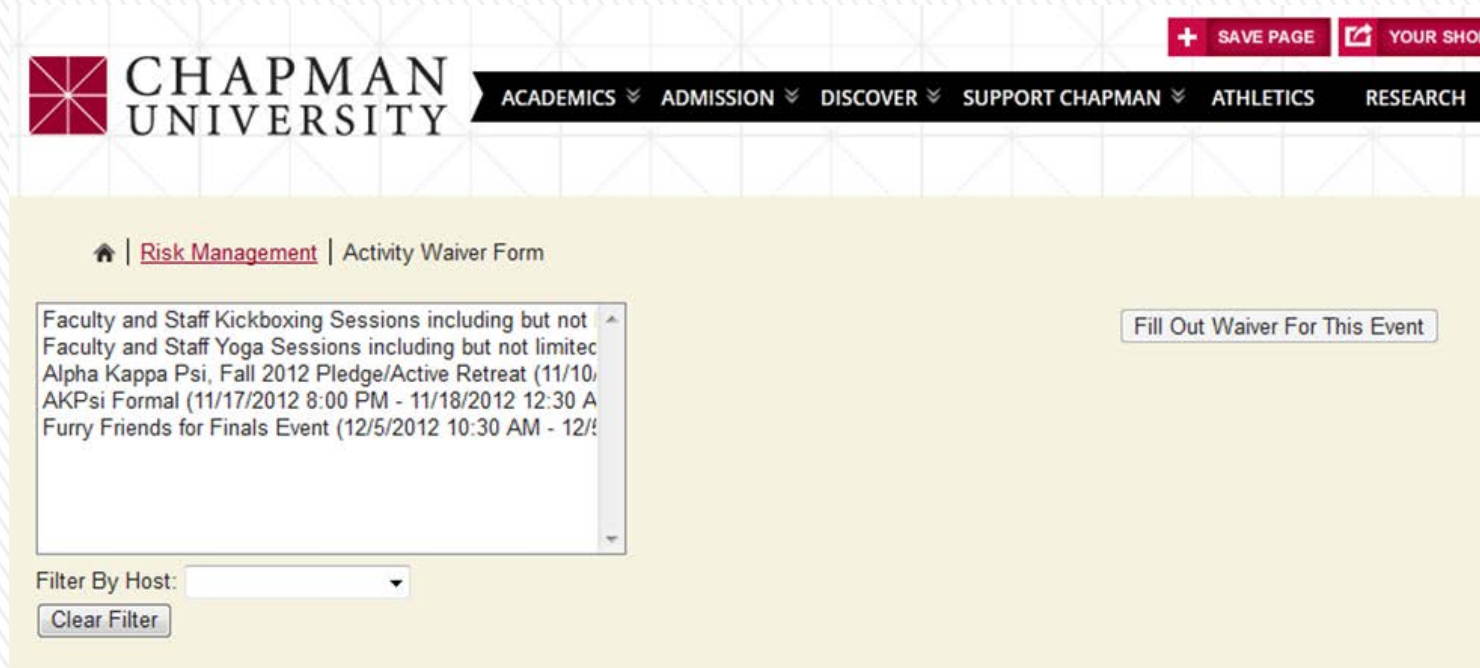 SAVE PAGE
YOUR
CHAPMAN
UNIVERSITY
ACADEMICS ADMISSION DISCOVER SUPPORT CHAPMAN ATHLETICS RESEARCH
Risk Management | Activity Waiver Form
Faculty and Staff Kickboxing Sessions including but not
Faculty and Staff Yoga Sessions including but not limited
Alpha Kappa Psi, Fall 2012 Pledge/Active Retreat (11/10/
AKPsi Formal (11/17/2012 8:00 PM - 11/18/2012 12:30 A
Furry Friends for Finals Event (12/5/2012 10:30 AM - 12/5
Fill Out Waiver For This Event
Filter By Host:
Clear Filter